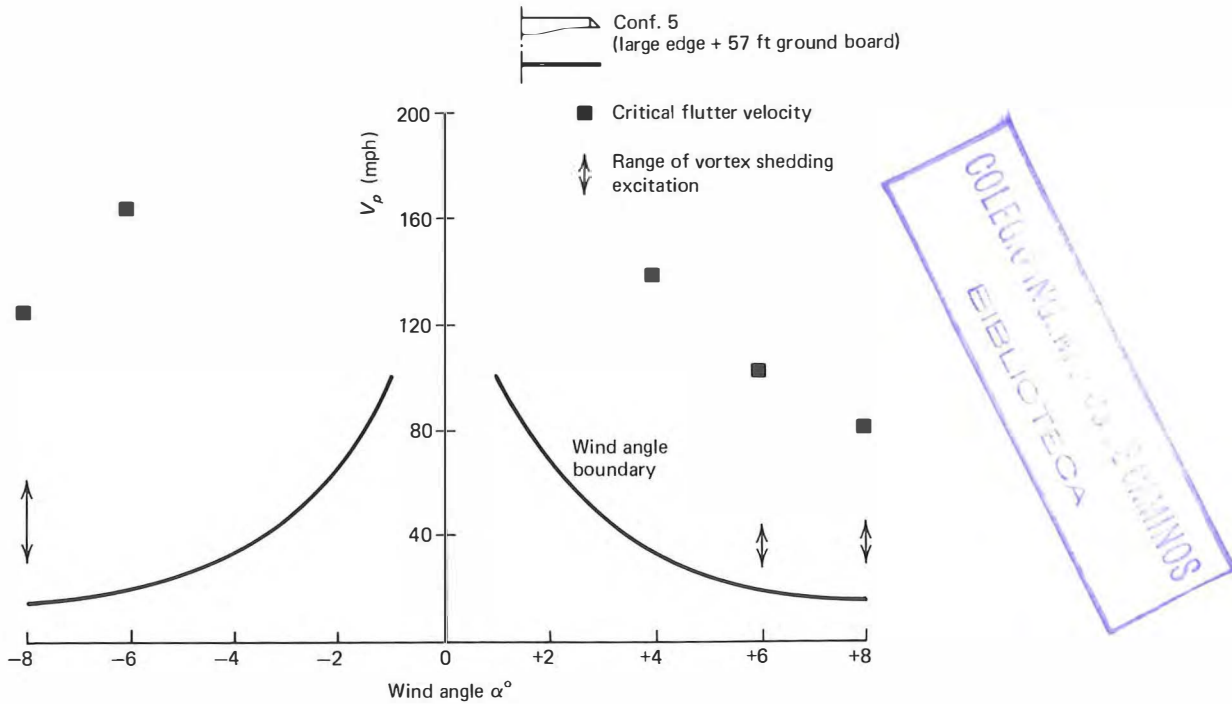 Conf. 5
(large edge + 57 ft ground board)
Critical flutter velocity
Range of vortex shedding
excitation
V_p (mph)
200
160
120
80
40
Wind angle
boundary
−8
−6
−4
−2
0
+2
+4
+6
+8
Wind angle α°
BIBLIOTECA